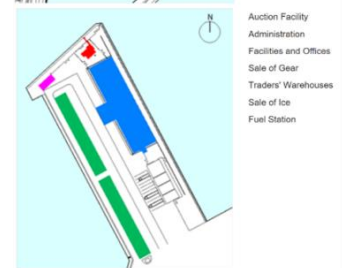 N
Auction Facility
Administration
Facilities and Offices
Sale of Gear
Traders' Warehouses
Sale of Ice
Fuel Station